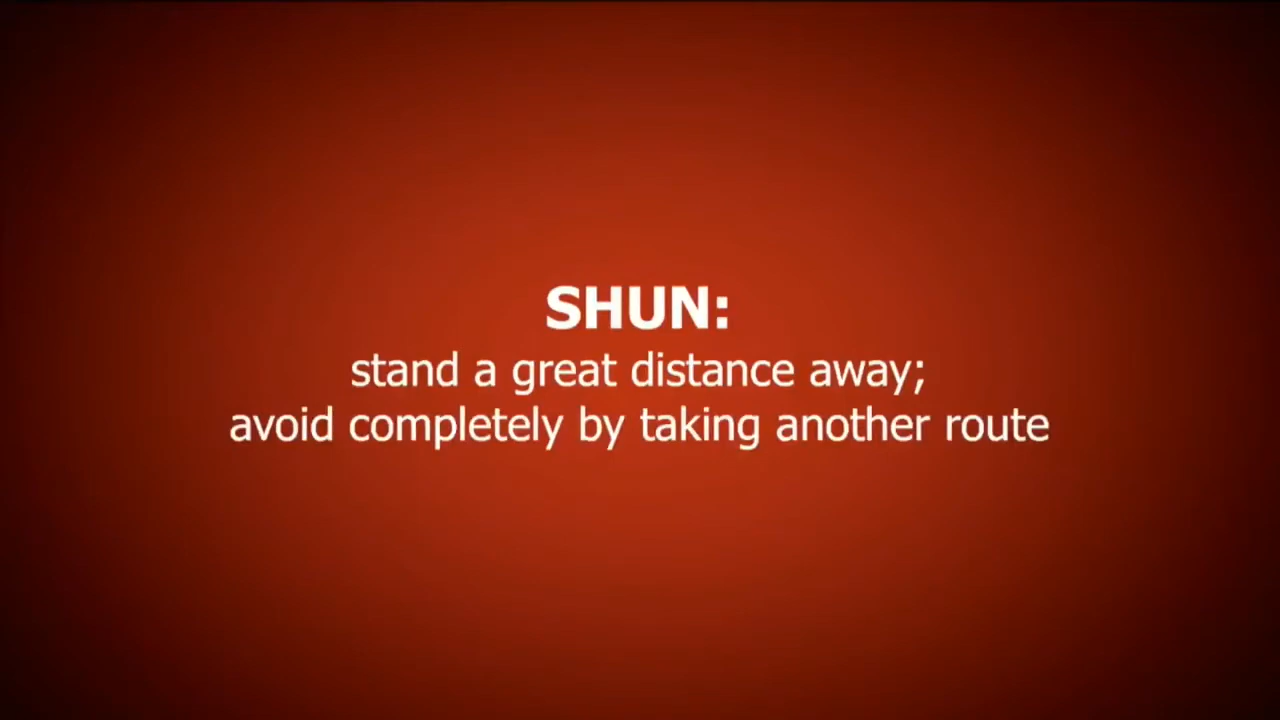 SHUN:
stand a great distance away;
avoid completely by taking another route